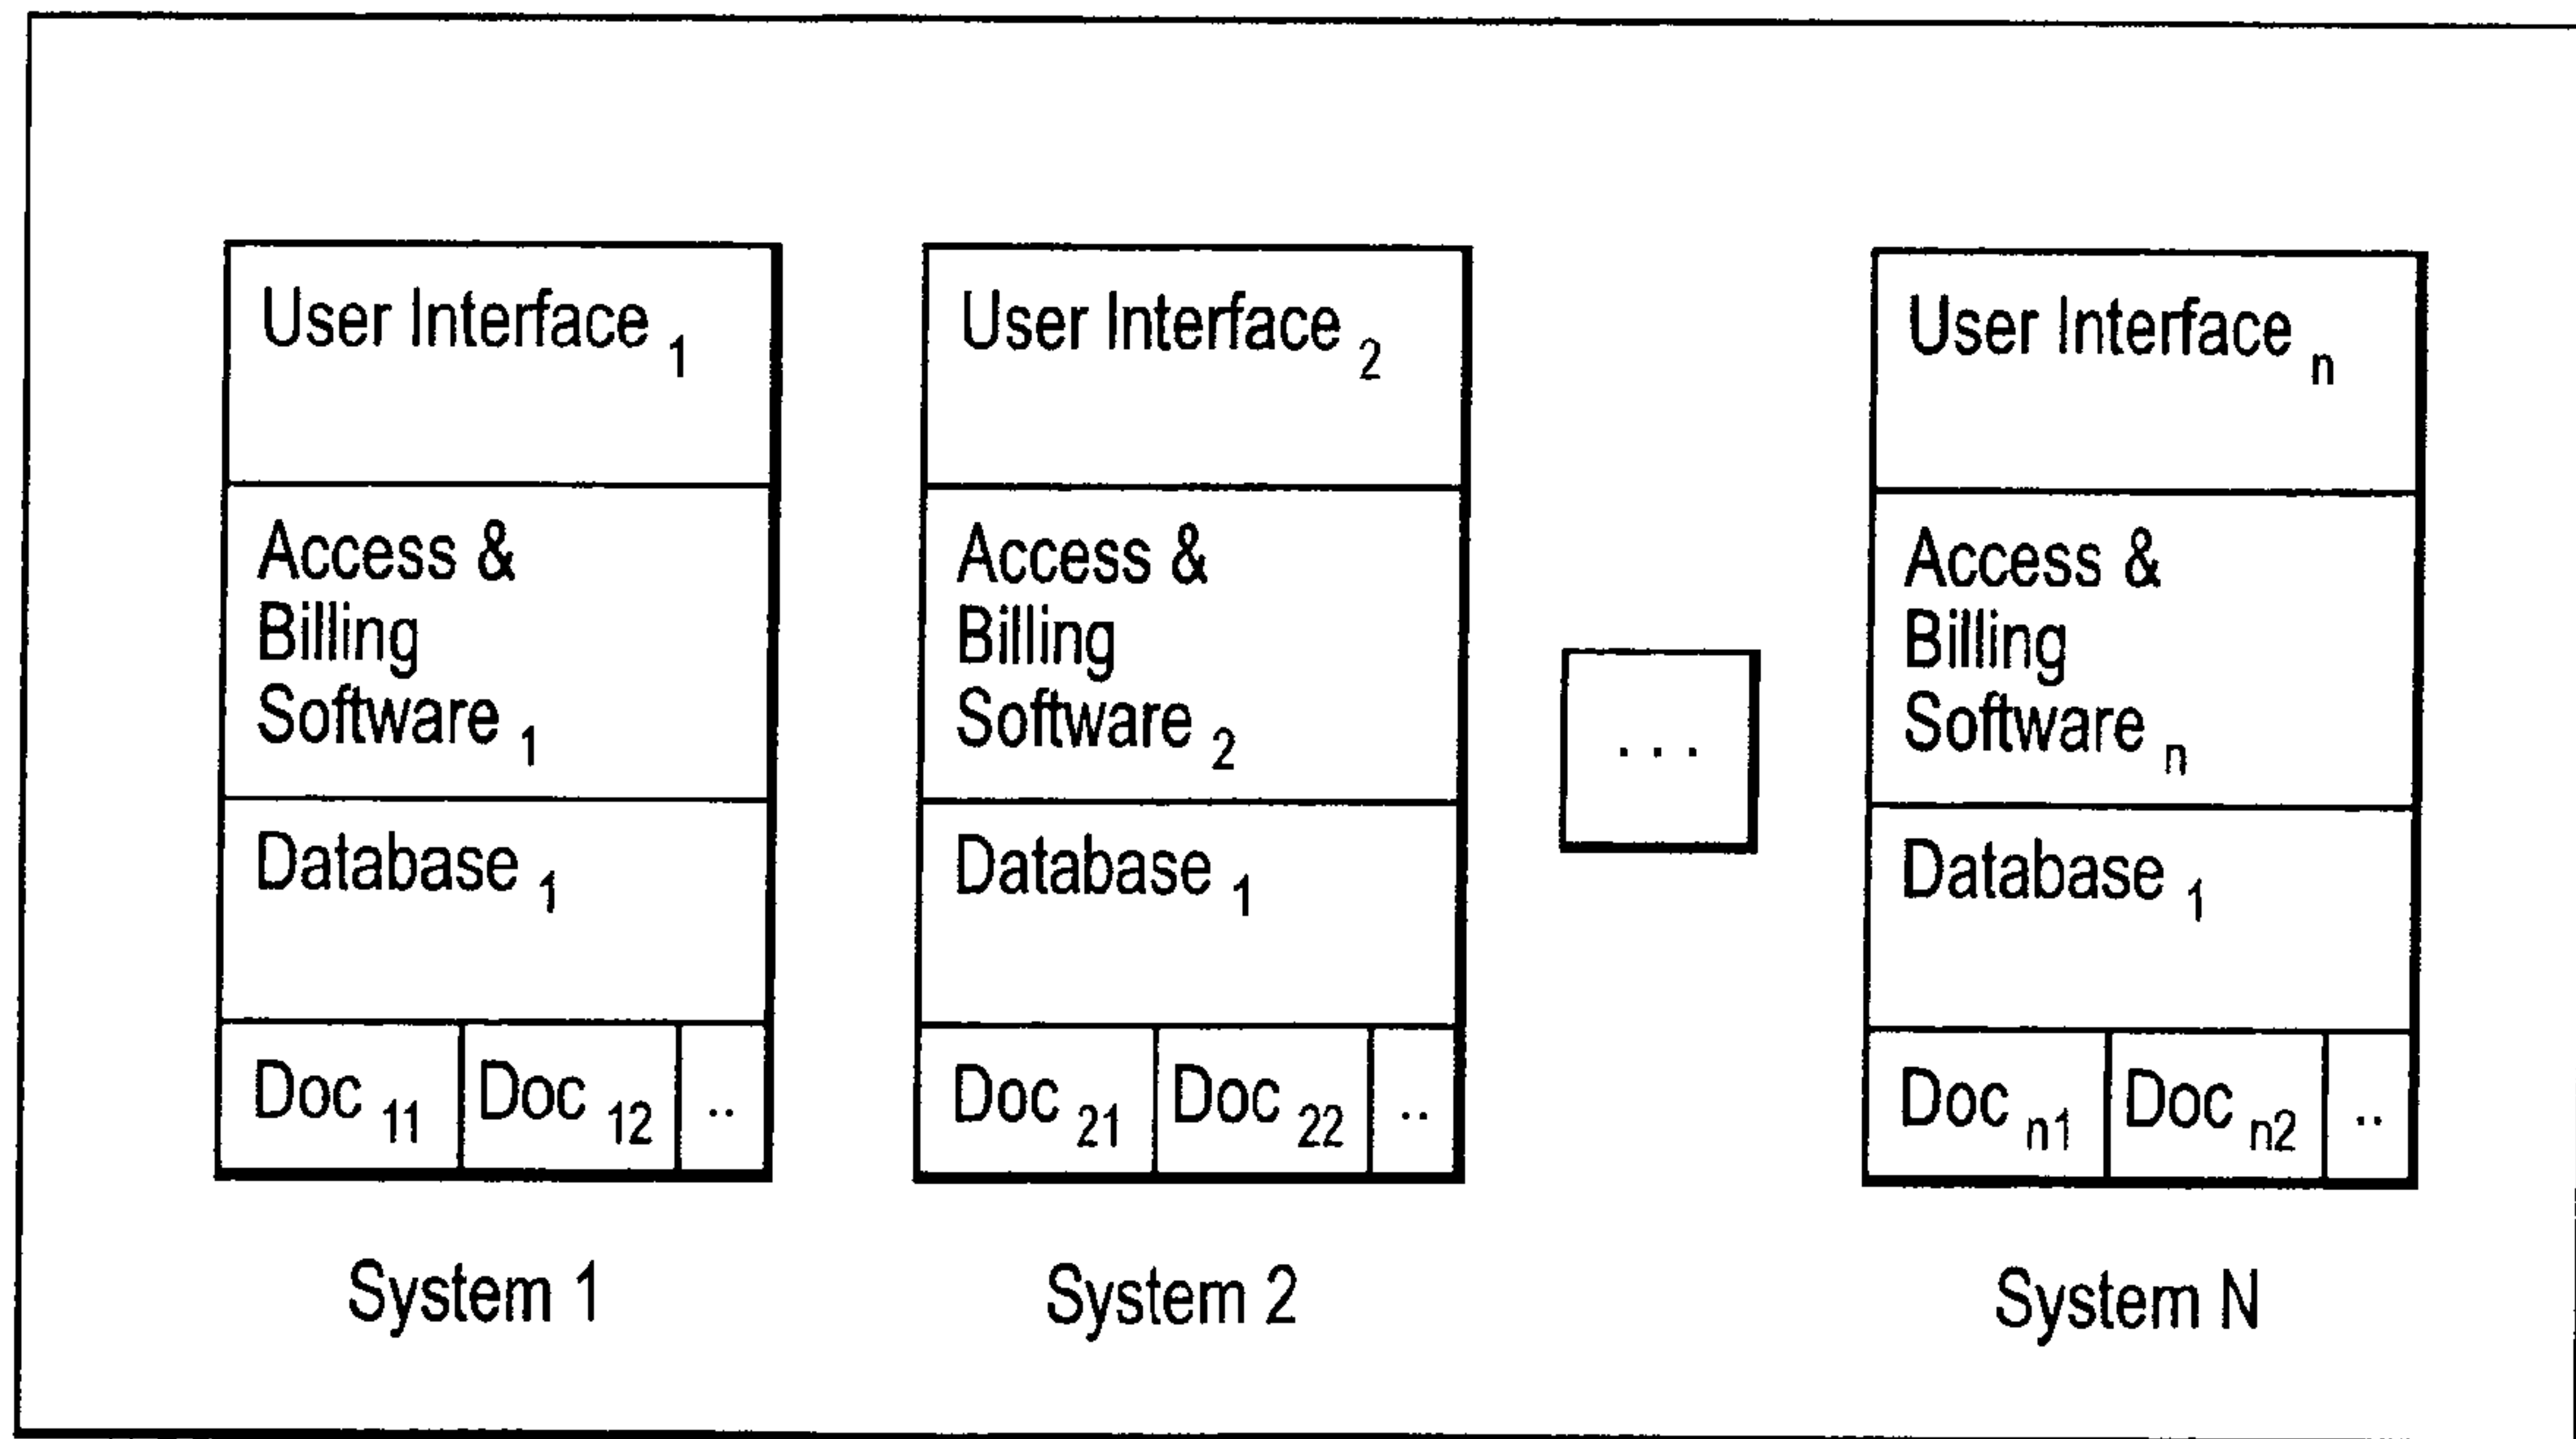 User Interface 1
Access &
Billing
Software 1
Database 1
Doc 11 Doc 12 ..
System 1
User Interface 2
Access &
Billing
Software 2
Database 1
Doc 21 Doc 22 ..
System 2
...
User Interface n
Access &
Billing
Software n
Database 1
Doc n1 Doc n2 ..
System N